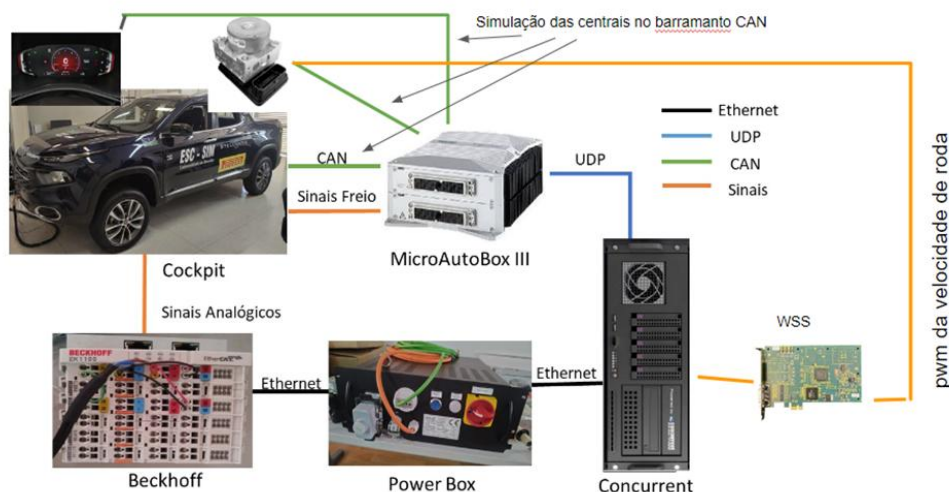 Simulação das centrais no barramanto CAN
ESC - SIM
CAN
Sinais Freio
UDP
Ethernet
UDP
CAN
Sinais
MicroAutoBox III
Cockpit
Sinais Analógicos
WSS
pwm da velocidade de roda
BECKHOFF
EK1100
Ethernet
Ethernet
Beckhoff
Power Box
Concurrent